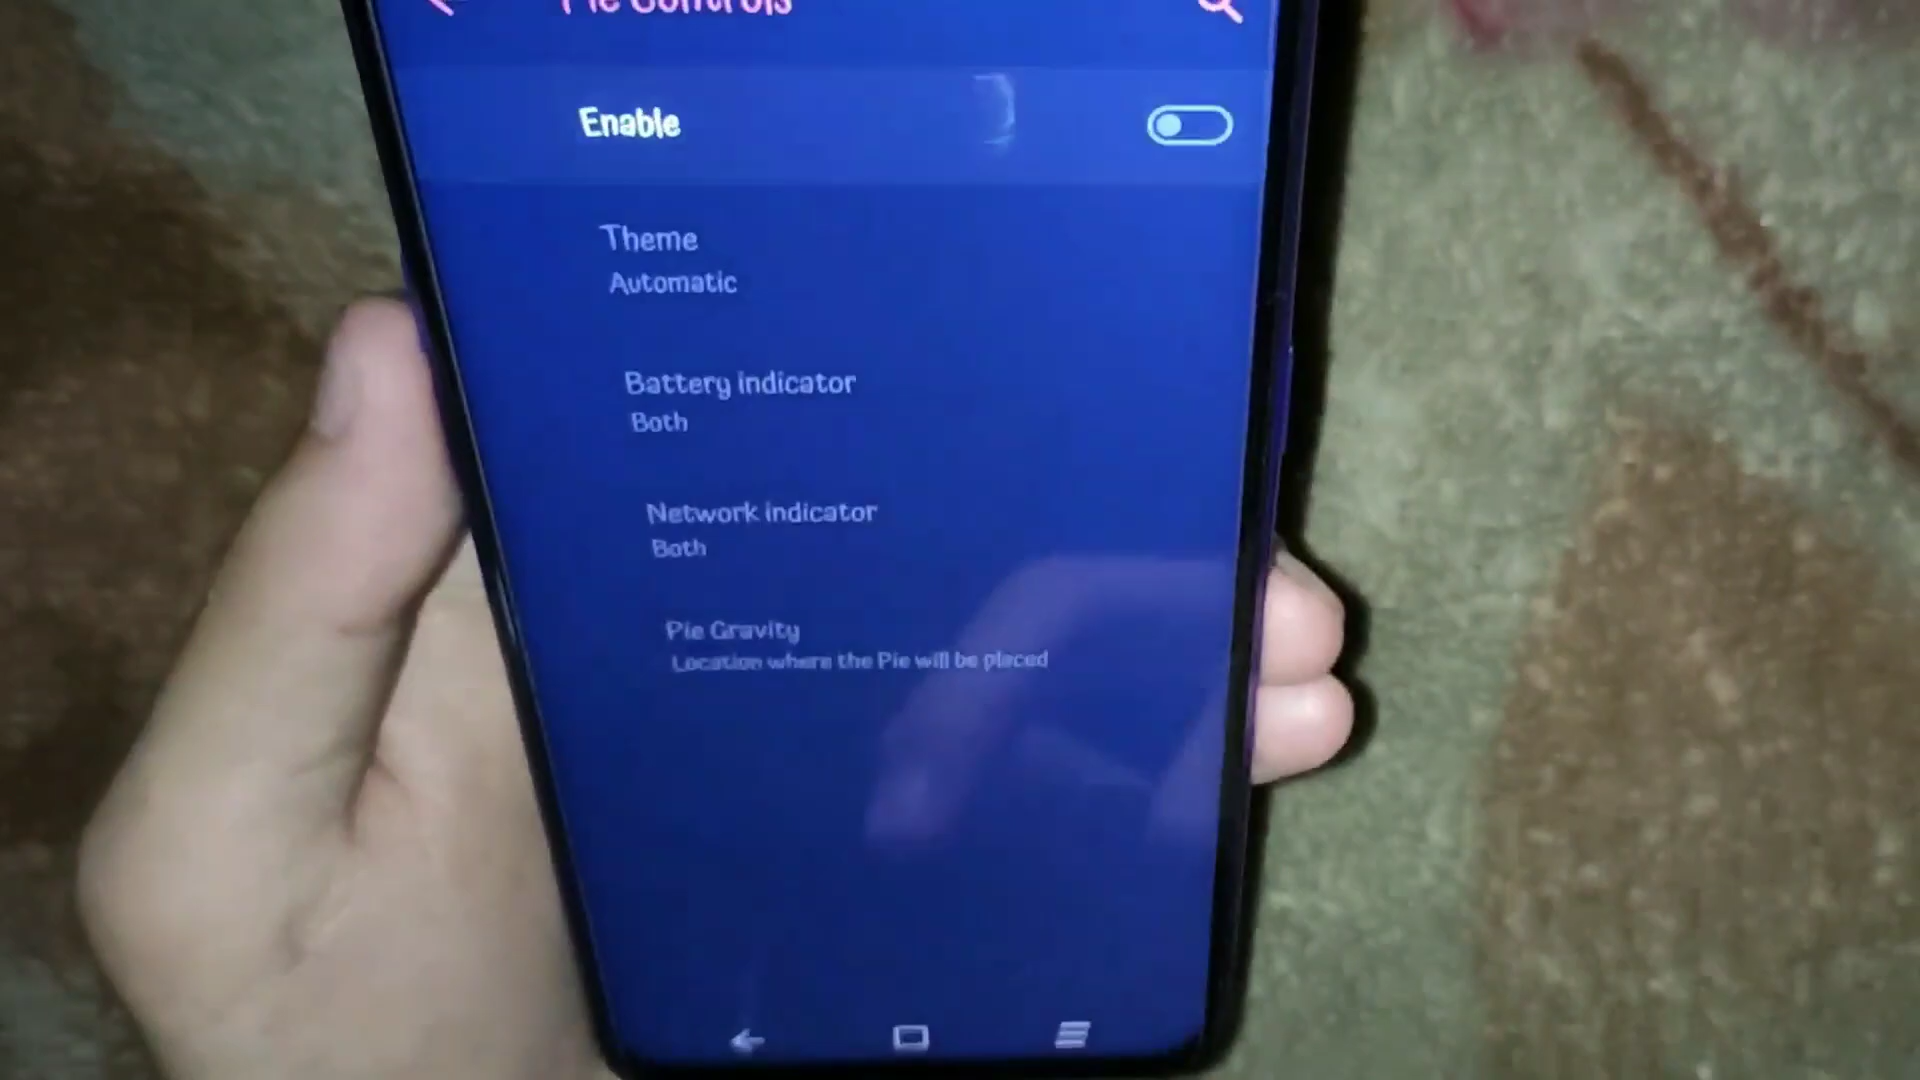 Pie Controls
Enable
Theme
Automatic
Battery indicator
Both
Network indicator
Both
Pie Gravity
Location where the Pie will be placed